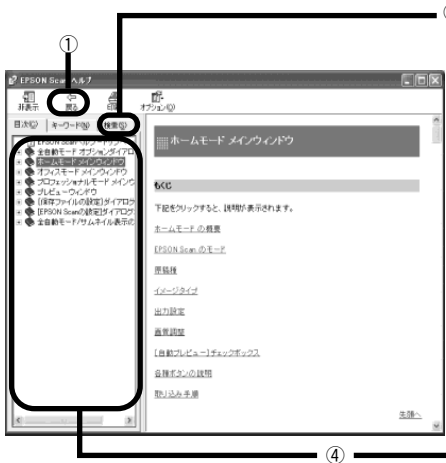 ①
EPSON Scan ヘルプ
非表示 戻る 印刷 オプション(O)
目次(C) キーワード(N) 検索(S)
全自動モード オプションダイアロ
ホームモード メインウィンドウ
オフィスモード メインウィンドウ
プロフェッショナルモード メインウ
プレビューウィンドウ
[保存ファイルの設定]ダイアログ
[EPSON Scanの設定]ダイアログ
全自動モード/サムネイル表示の
ホームモード メインウィンドウ
もくじ
下記をクリックすると、説明が表示されます。
ホームモードの概要
EPSON Scan のモード
原稿種
イメージタイプ
出力設定
画質調整
[自動プレビュー]チェックボックス
各種ボタンの説明
取り込み手順
先頭へ
④